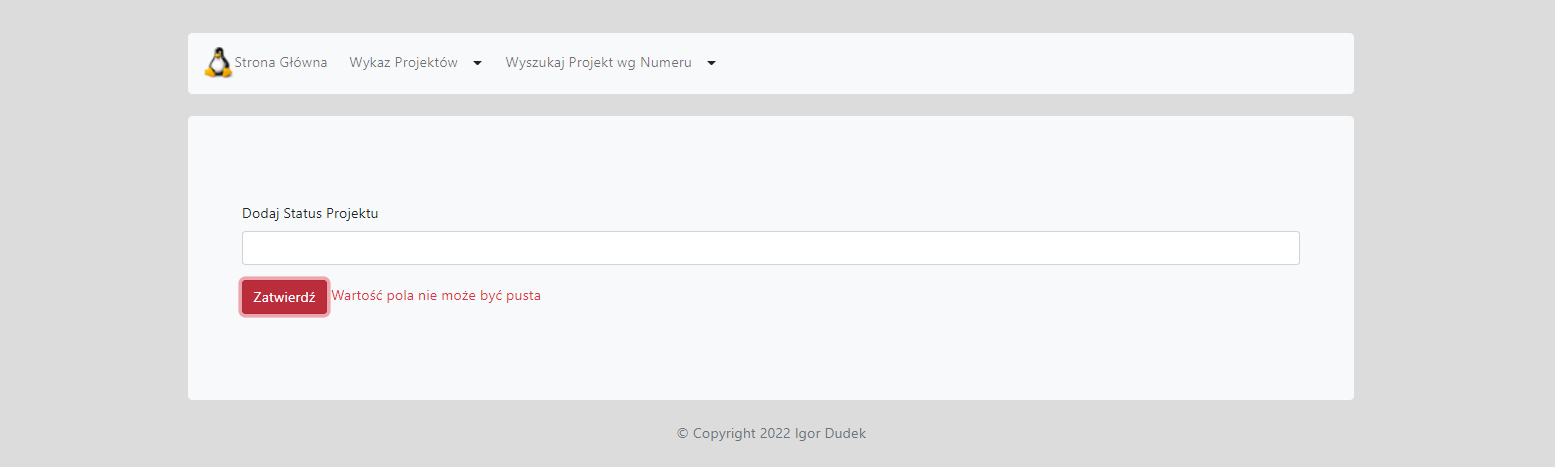 Strona Główna Wykaz Projektów Wyszukaj Projekt wg Numeru
Dodaj Status Projektu
Zatwierdź Wartość pola nie może być pusta
© Copyright 2022 Igor Dudek